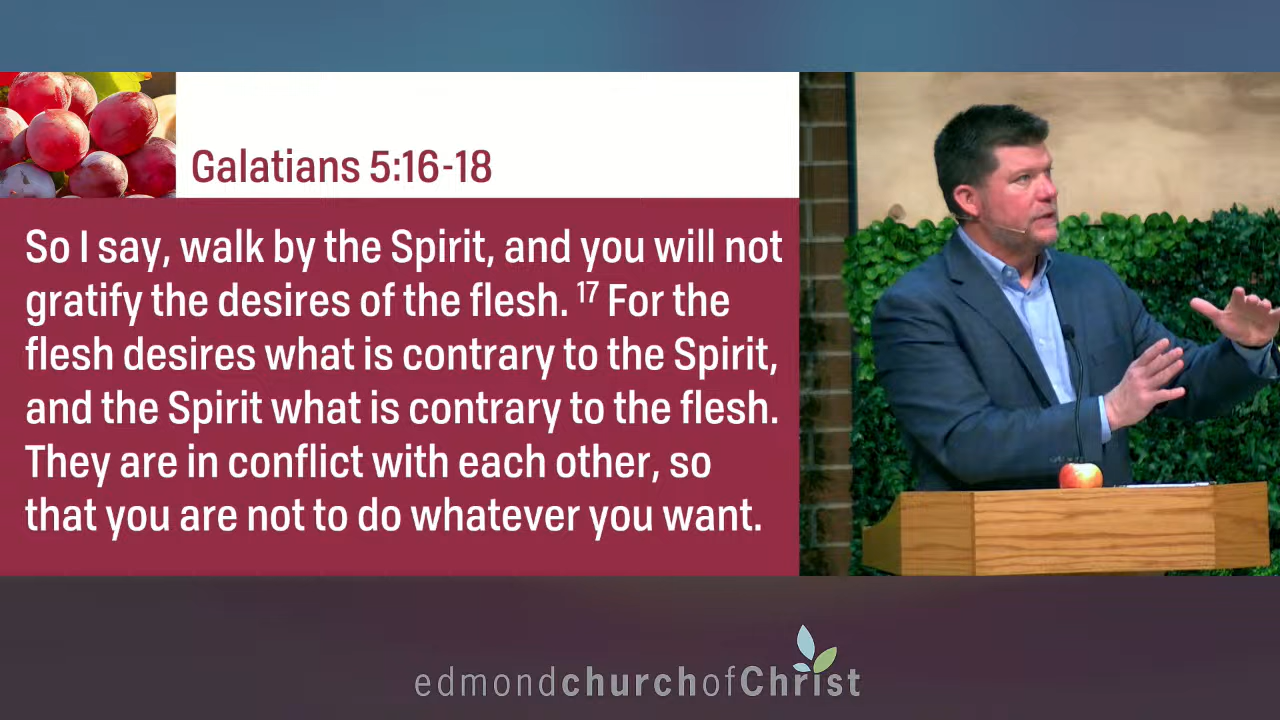 Galatians 5:16-18
So I say, walk by the Spirit, and you will not
gratify the desires of the flesh. ¹⁷ For the
flesh desires what is contrary to the Spirit,
and the Spirit what is contrary to the flesh.
They are in conflict with each other, so
that you are not to do whatever you want.
edmondchurchofChrist